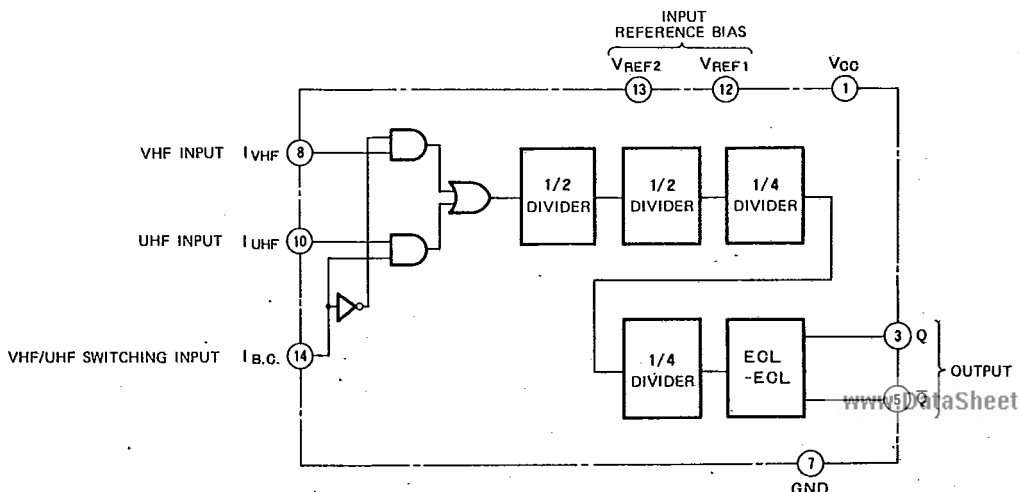 INPUT
REFERENCE BIAS
VREF2 VREF1 VCC
13 12 1
VHF INPUT IVHF 8
UHF INPUT IUHF 10
VHF/UHF SWITCHING INPUT IB.C. 14
1/2
DIVIDER
1/2
DIVIDER
1/4
DIVIDER
1/4
DIVIDER
ECL
-ECL
3 Q
5 Q̅
OUTPUT
www.DataSheet
7
GND